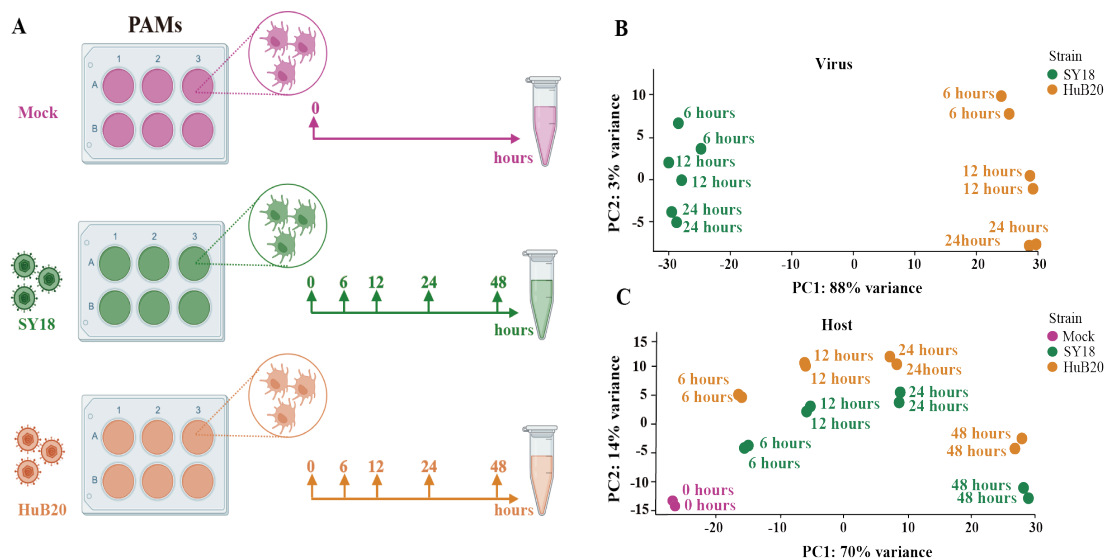 A
PAMs
1 2 3
A
B
Mock
0
hours
1 2 3
A
B
SY18
0 6 12 24 48
hours
1 2 3
A
B
HuB20
0 6 12 24 48
hours
B
Virus
Strain
SY18
HuB20
PC2: 3% variance
10
5
0
-5
6 hours
6 hours
12 hours
12 hours
24 hours
24 hours
6 hours
6 hours
12 hours
12 hours
24 hours
24hours
-30 -20 -10 0 10 20 30
PC1: 88% variance
C
Host
Strain
Mock
SY18
HuB20
PC2: 14% variance
15
10
5
0
-5
-10
-15
12 hours
12 hours
24 hours
24hours
6 hours
6 hours
12 hours
12 hours
24 hours
24 hours
6 hours
6 hours
48 hours
48 hours
0 hours
0 hours
48 hours
48 hours
-20 -10 0 10 20 30
PC1: 70% variance